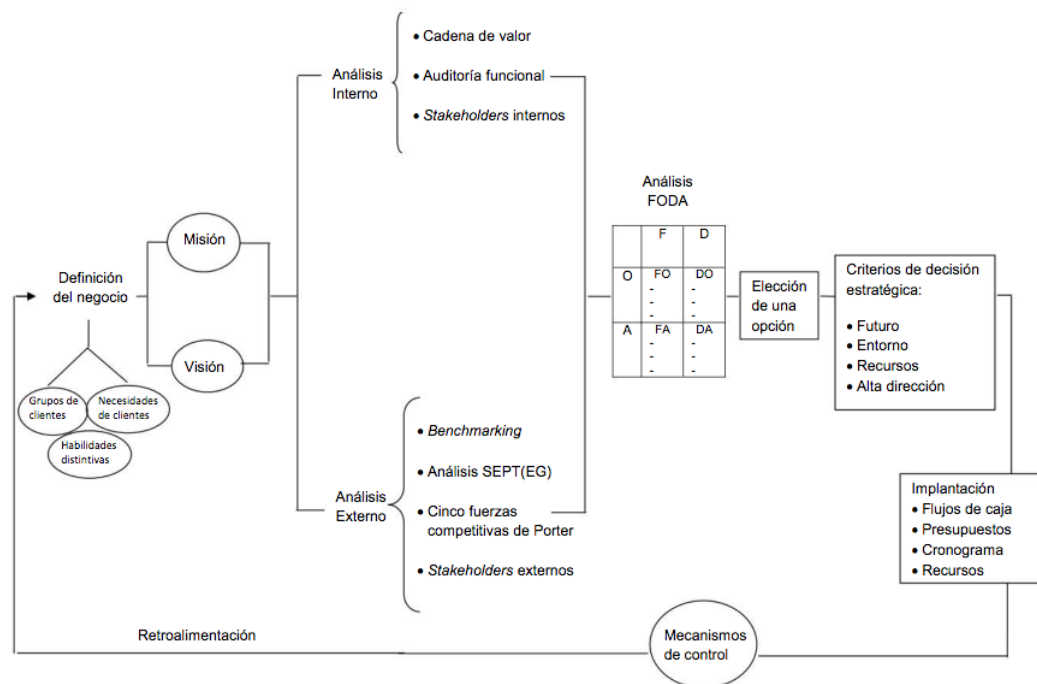 Definición
del negocio
Grupos de
clientes
Necesidades
de clientes
Habilidades
distintivas
Misión
Visión
Análisis
Interno
• Cadena de valor
• Auditoría funcional
• Stakeholders internos
Análisis
Externo
• Benchmarking
• Análisis SEPT(EG)
• Cinco fuerzas
competitivas de Porter
• Stakeholders externos
Análisis
FODA
F D
O FO DO
- -
- -
- -
A FA DA
- -
- -
- -
Elección
de una
opción
Criterios de decisión
estratégica:
• Futuro
• Entorno
• Recursos
• Alta dirección
Implantación
• Flujos de caja
• Presupuestos
• Cronograma
• Recursos
Mecanismos
de control
Retroalimentación